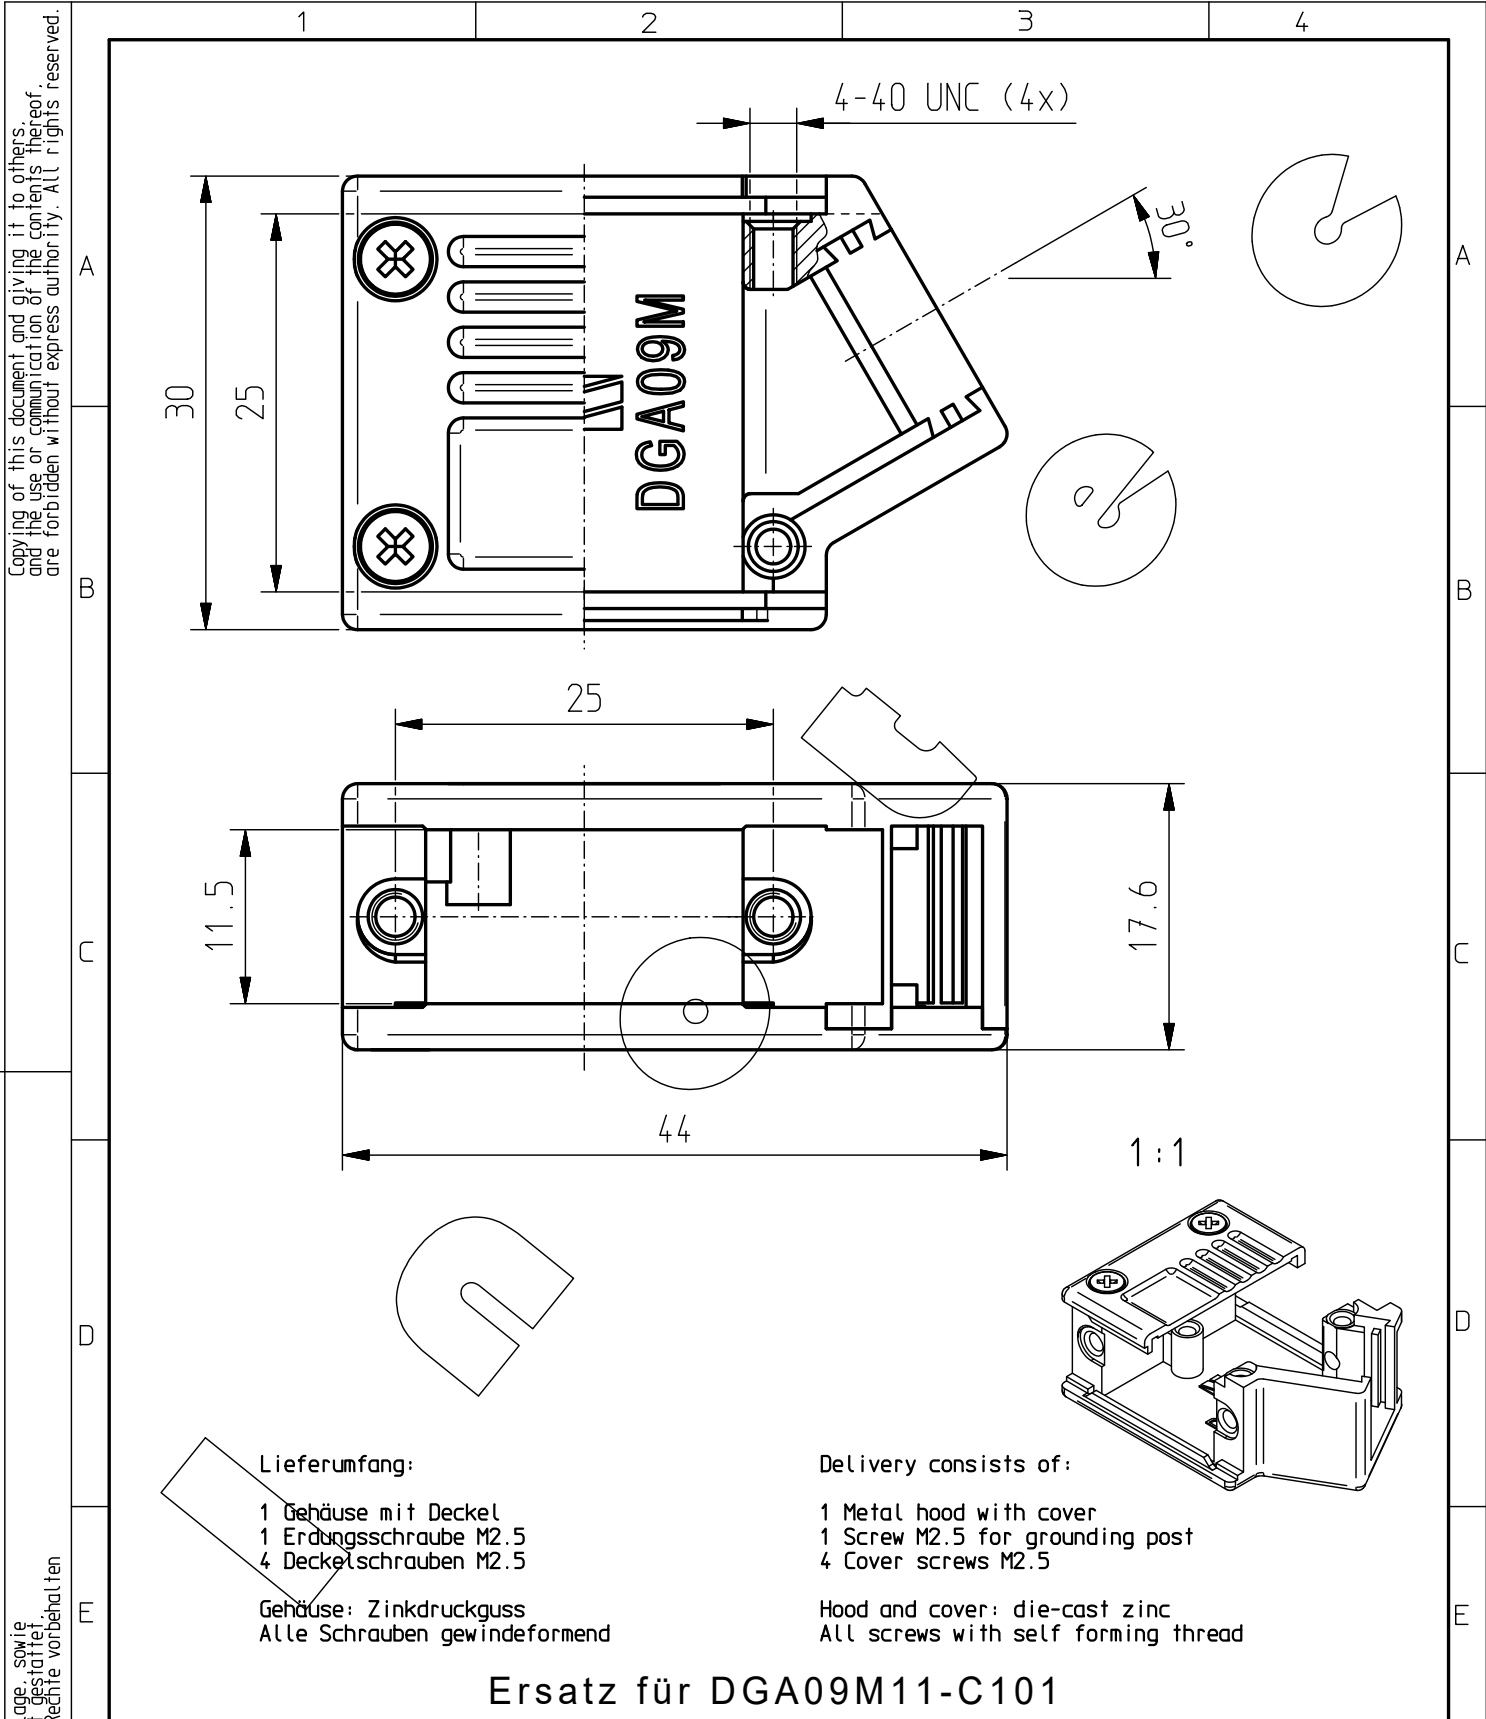 1 2 3 4
Copying of this document and giving it to others,
and the use or communication of the contents thereof,
are forbidden without express authority. All rights reserved.
4-40 UNC (4x)
A A
30°
30
25
DGA09M
B B
25
11.5
17.6
C C
44
1:1
D D
Lieferumfang:
1 Gehäuse mit Deckel
1 Erdungsschraube M2.5
4 Deckelschrauben M2.5
Gehäuse: Zinkdruckguss
Alle Schrauben gewindeformend
Delivery consists of:
1 Metal hood with cover
1 Screw M2.5 for grounding post
4 Cover screws M2.5
Hood and cover: die-cast zinc
All screws with self forming thread
E E
sowie
gestattet,
Rechte vorbehalten
Ersatz für DGA09M11-C101